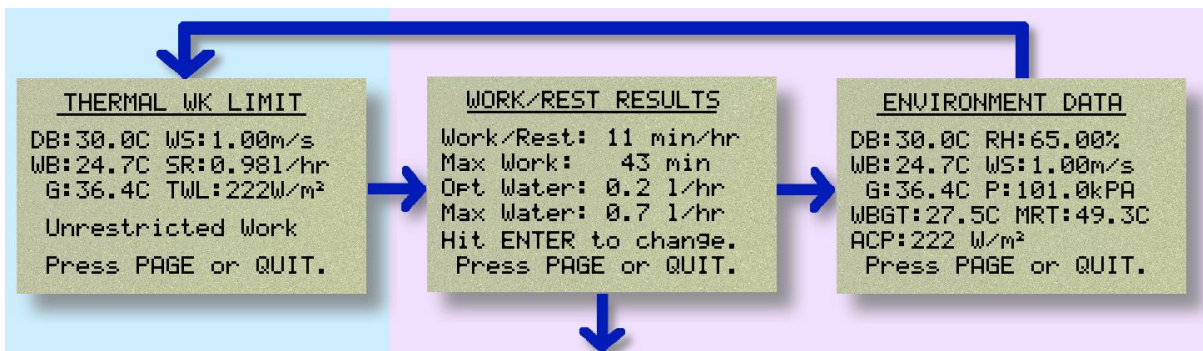 THERMAL WK LIMIT
DB:30.0C WS:1.00m/s
WB:24.7C SR:0.98l/hr
G:36.4C TWL:222W/m²
Unrestricted Work
Press PAGE or QUIT.
WORK/REST RESULTS
Work/Rest: 11 min/hr
Max Work: 43 min
Opt Water: 0.2 l/hr
Max Water: 0.7 l/hr
Hit ENTER to change.
Press PAGE or QUIT.
ENVIRONMENT DATA
DB:30.0C RH:65.00%
WB:24.7C WS:1.00m/s
G:36.4C P:101.0kPA
WBGT:27.5C MRT:49.3C
ACP:222 W/m²
Press PAGE or QUIT.